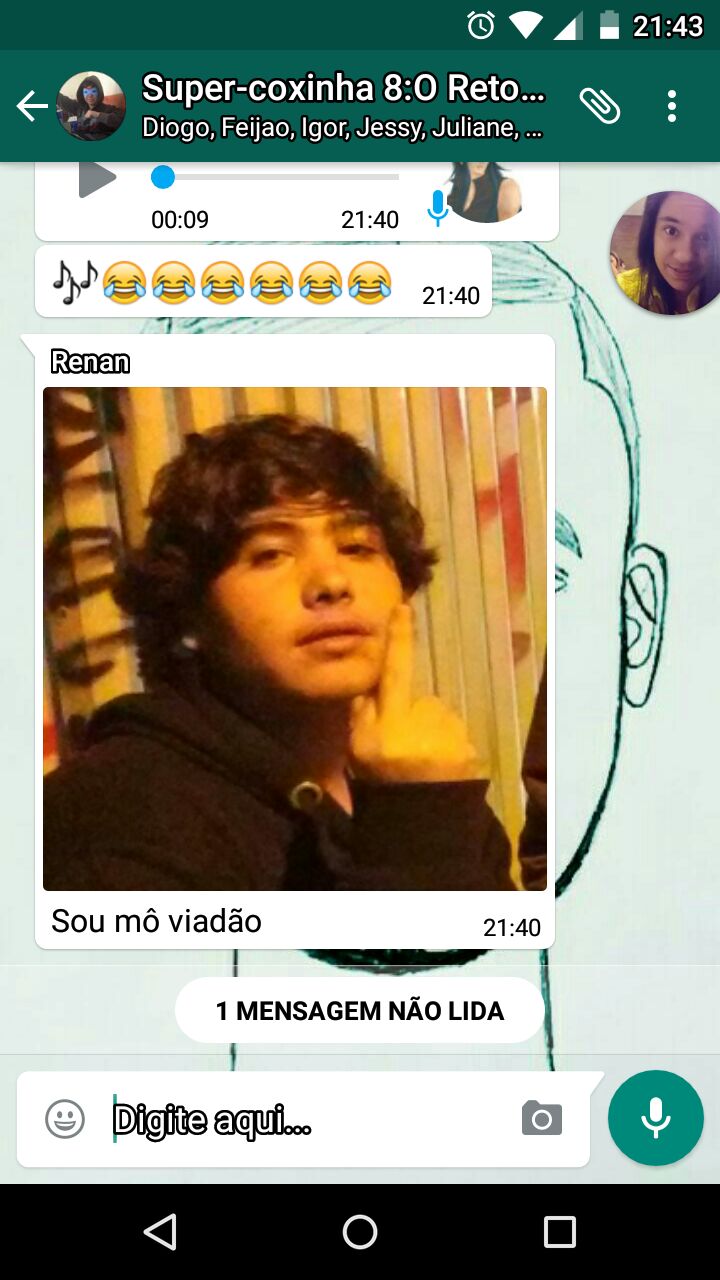 21:43
Super-coxinha 8:O Reto...
Diogo, Feijao, Igor, Jessy, Juliane, ...
00:09
21:40
21:40
Renan
Sou mô viadão
21:40
1 MENSAGEM NÃO LIDA
Digite aqui...